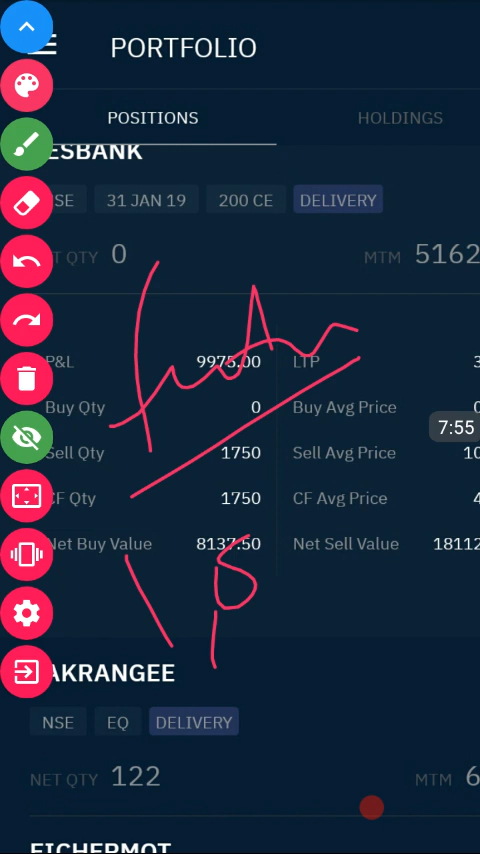 PORTFOLIO
POSITIONS HOLDINGS
ESBANK
SE 31 JAN 19 200 CE DELIVERY
T QTY 0 MTM 5162
P&L 9975.00 LTP 3
Buy Qty 0 Buy Avg Price 0
7:55
Sell Qty 1750 Sell Avg Price 10
CF Qty 1750 CF Avg Price 4
Net Buy Value 8137.50 Net Sell Value 18112
AKRANGEE
NSE EQ DELIVERY
NET QTY 122 MTM 6
EICHERMOT